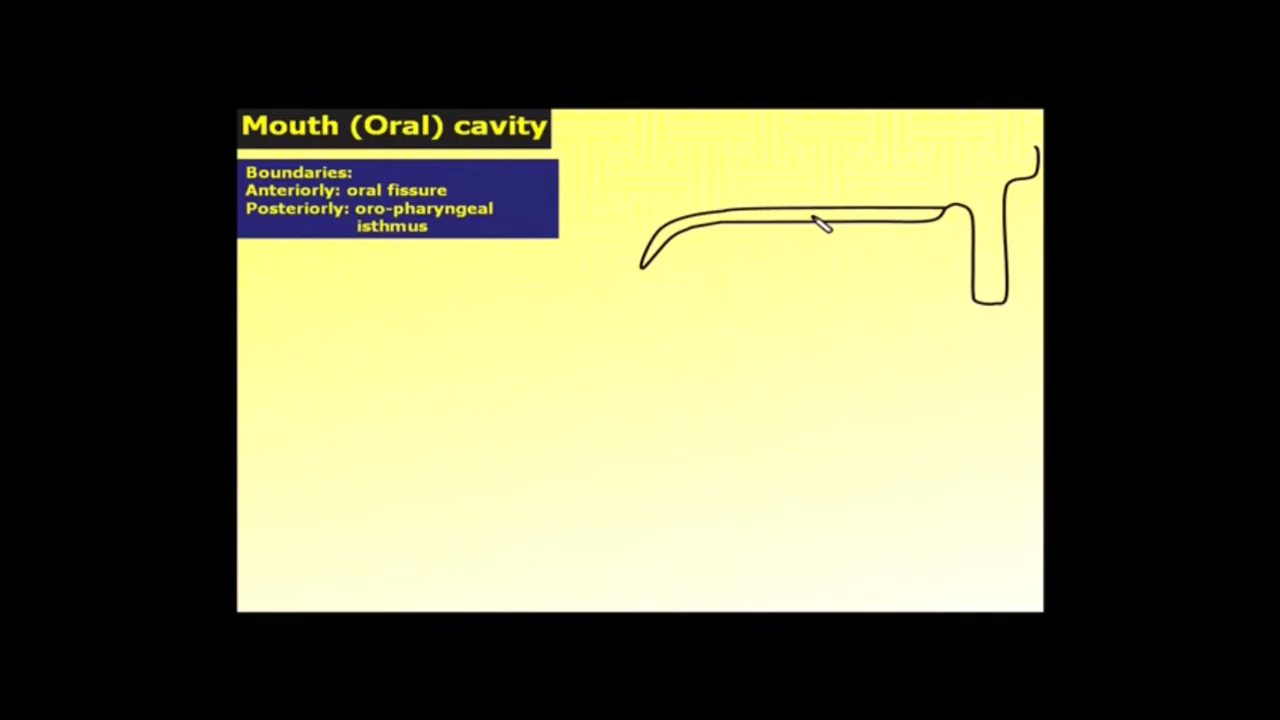 Mouth (Oral) cavity
Boundaries:
Anteriorly: oral fissure
Posteriorly: oro-pharyngeal
isthmus